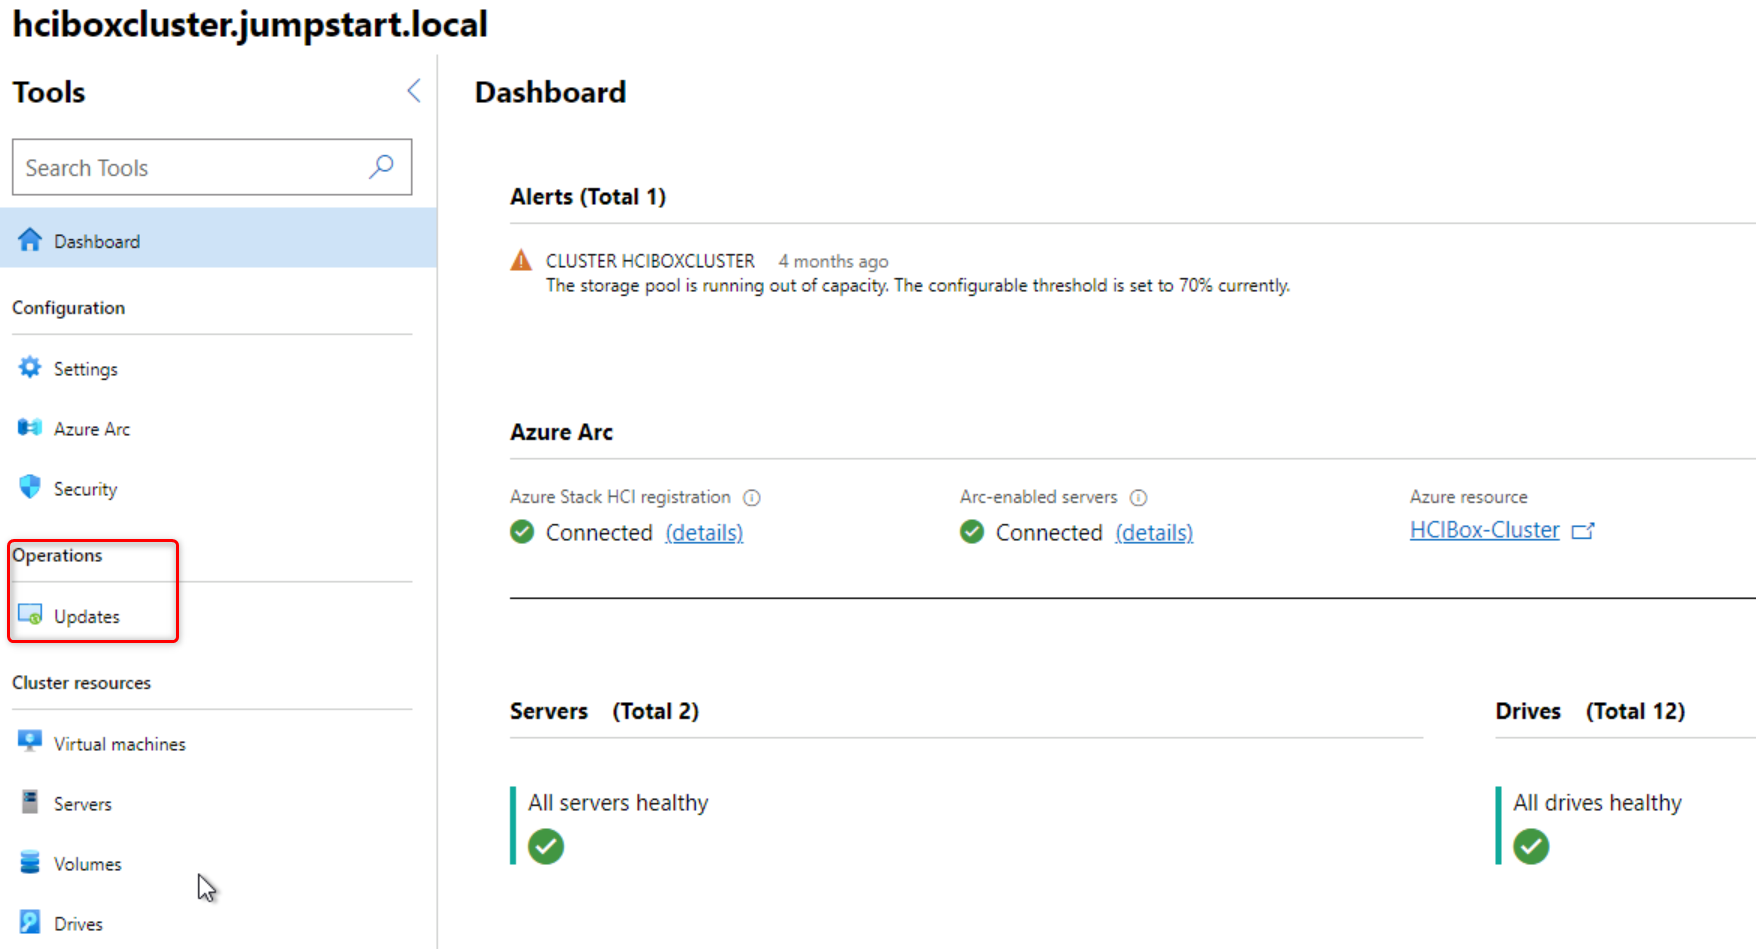 hciboxcluster.jumpstart.local
Tools
Search Tools
Dashboard
Configuration
Settings
Azure Arc
Security
Operations
Updates
Cluster resources
Virtual machines
Servers
Volumes
Drives
Dashboard
Alerts (Total 1)
CLUSTER HCIBOXCLUSTER 4 months ago
The storage pool is running out of capacity. The configurable threshold is set to 70% currently.
Azure Arc
Azure Stack HCI registration
Connected (details)
Arc-enabled servers
Connected (details)
Azure resource
HCIBox-Cluster
Servers (Total 2)
All servers healthy
Drives (Total 12)
All drives healthy